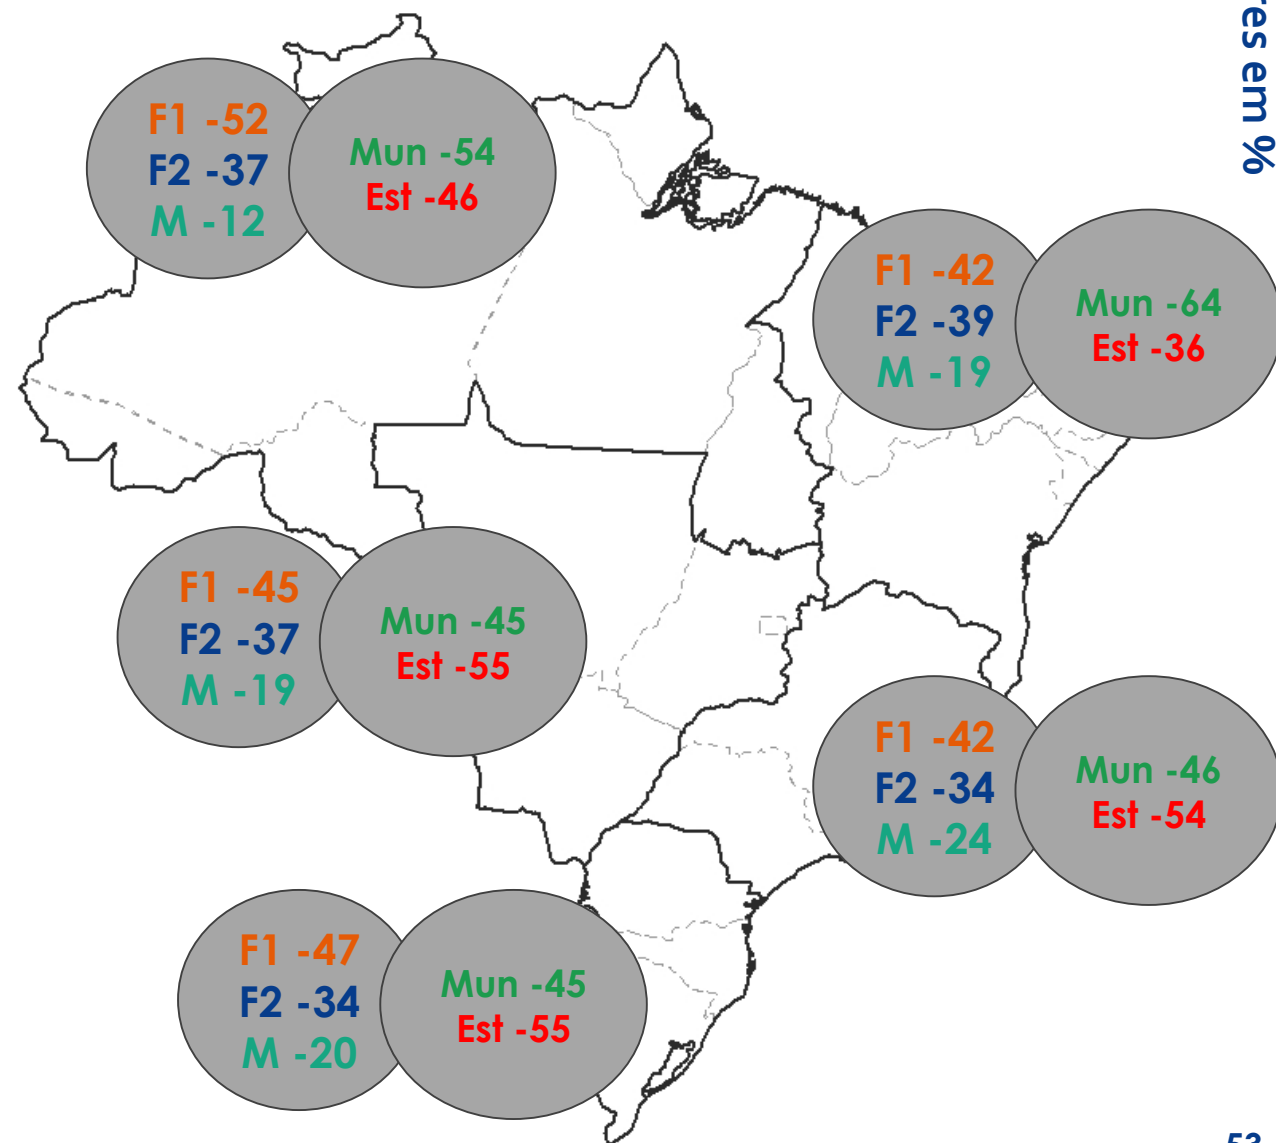 res em %
F1 -52
F2 -37
M -12
Mun -54
Est -46
F1 -42
F2 -39
M -19
Mun -64
Est -36
F1 -45
F2 -37
M -19
Mun -45
Est -55
F1 -42
F2 -34
M -24
Mun -46
Est -54
F1 -47
F2 -34
M -20
Mun -45
Est -55
53